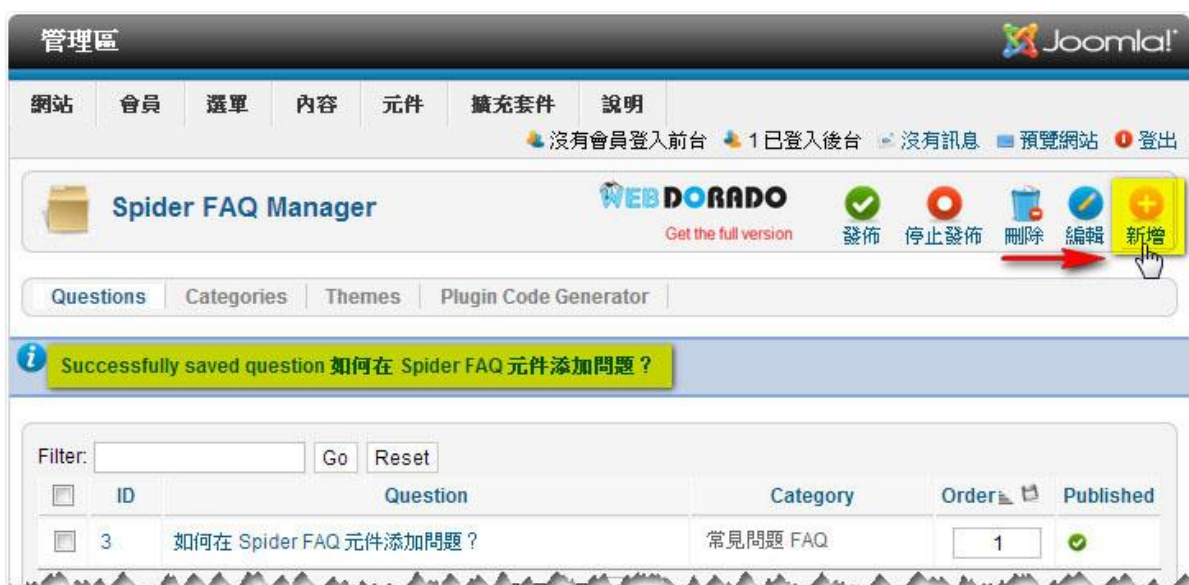 管理區 Joomla!
網站 會員 選單 內容 元件 擴充套件 說明
沒有會員登入前台 1 已登入後台 沒有訊息 預覽網站 登出
Spider FAQ Manager WEB DORADO
Get the full version 發佈 停止發佈 刪除 編輯 新增
Questions Categories Themes Plugin Code Generator
Successfully saved question 如何在 Spider FAQ 元件添加問題？
Filter: Go Reset
ID Question Category Order Published
3 如何在 Spider FAQ 元件添加問題？ 常見問題 FAQ 1